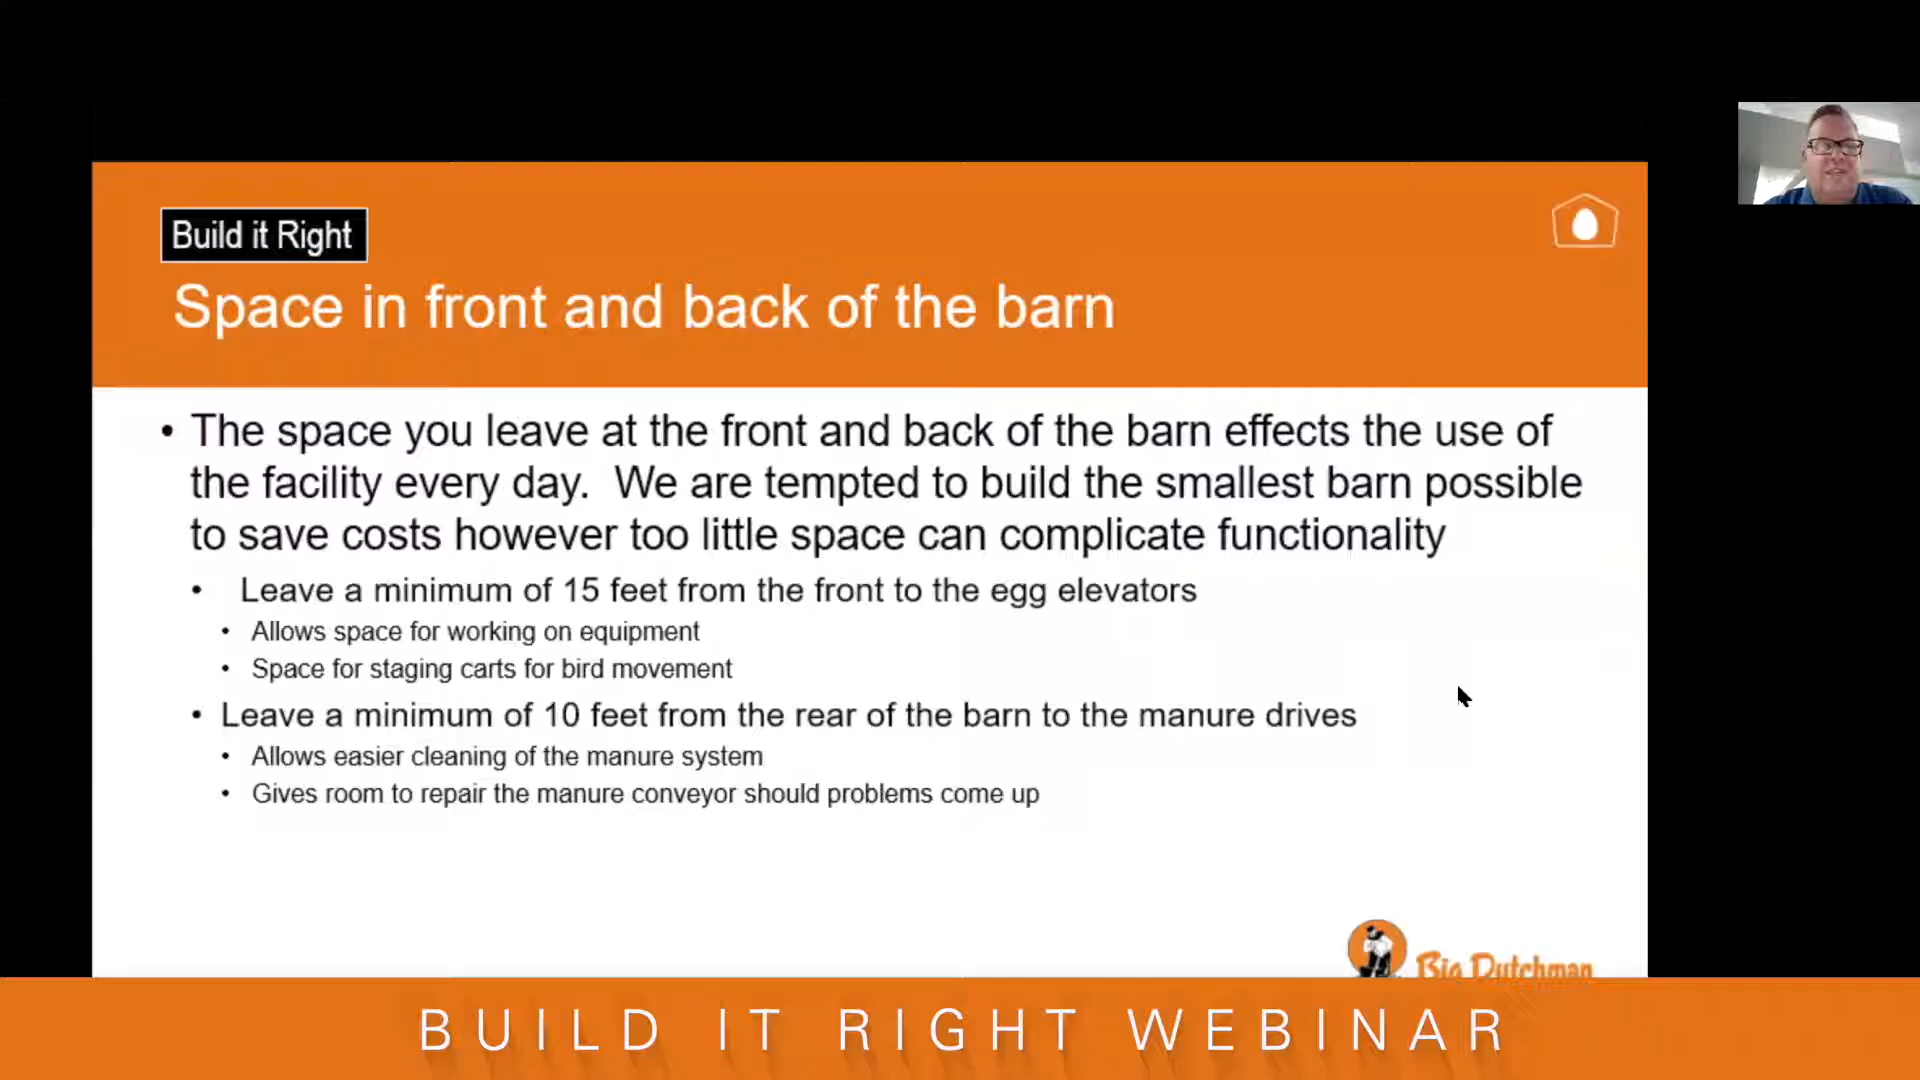 Build it Right
Space in front and back of the barn
• The space you leave at the front and back of the barn effects the use of
the facility every day. We are tempted to build the smallest barn possible
to save costs however too little space can complicate functionality
• Leave a minimum of 15 feet from the front to the egg elevators
• Allows space for working on equipment
• Space for staging carts for bird movement
• Leave a minimum of 10 feet from the rear of the barn to the manure drives
• Allows easier cleaning of the manure system
• Gives room to repair the manure conveyor should problems come up
Big Dutchman
BUILD IT RIGHT WEBINAR